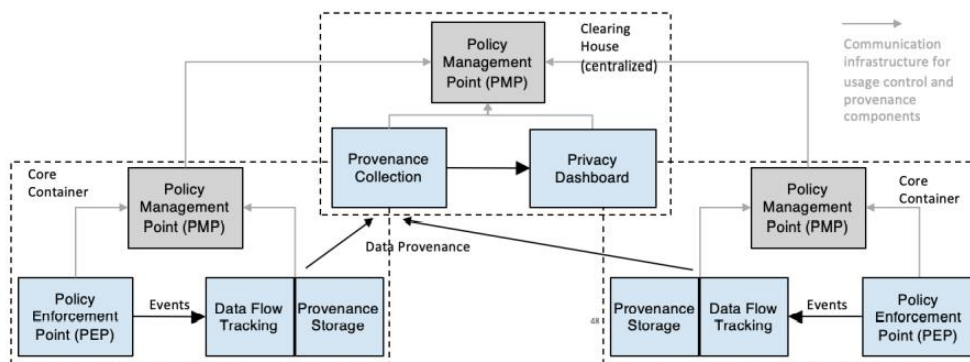 Clearing
House
(centralized)
Policy
Management
Point (PMP)
Communication
infrastructure for
usage control and
provenance
components
Provenance
Collection
Privacy
Dashboard
Core
Container
Policy
Management
Point (PMP)
Policy
Management
Point (PMP)
Core
Container
Data Provenance
Policy
Enforcement
Point (PEP)
Events
Data Flow
Tracking
Provenance
Storage
48
Provenance
Storage
Data Flow
Tracking
Events
Policy
Enforcement
Point (PEP)